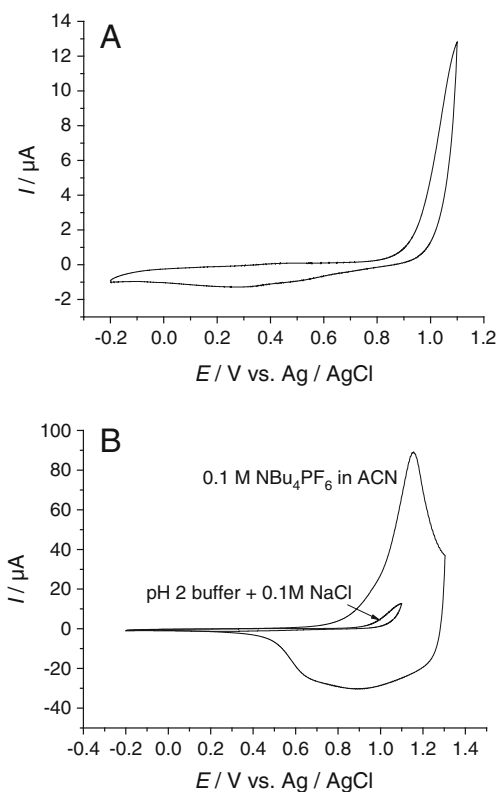 A
14
12
10
8
6
4
2
0
-2
I / μA
-0.2 0.0 0.2 0.4 0.6 0.8 1.0 1.2
E / V vs. Ag / AgCl
B
100
80
60
40
20
0
-20
-40
I / μA
0.1 M NBu₄PF₆ in ACN
pH 2 buffer + 0.1M NaCl
-0.4 -0.2 0.0 0.2 0.4 0.6 0.8 1.0 1.2 1.4
E / V vs. Ag / AgCl